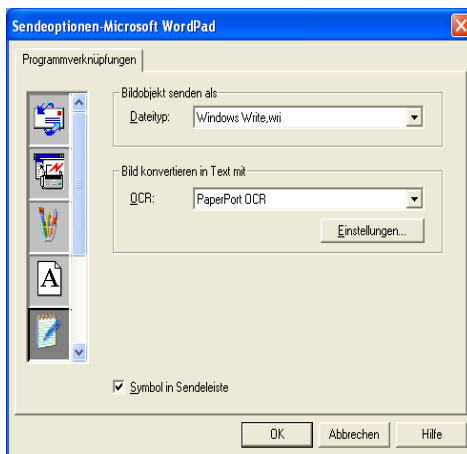 Sendeoptionen-Microsoft WordPad
Programmverknüpfungen
Bildobjekt senden als
Dateityp: Windows Write,wri
Bild konvertieren in Text mit
OCR: PaperPort OCR
Einstellungen...
A
Symbol in Sendeleiste
OK Abbrechen Hilfe